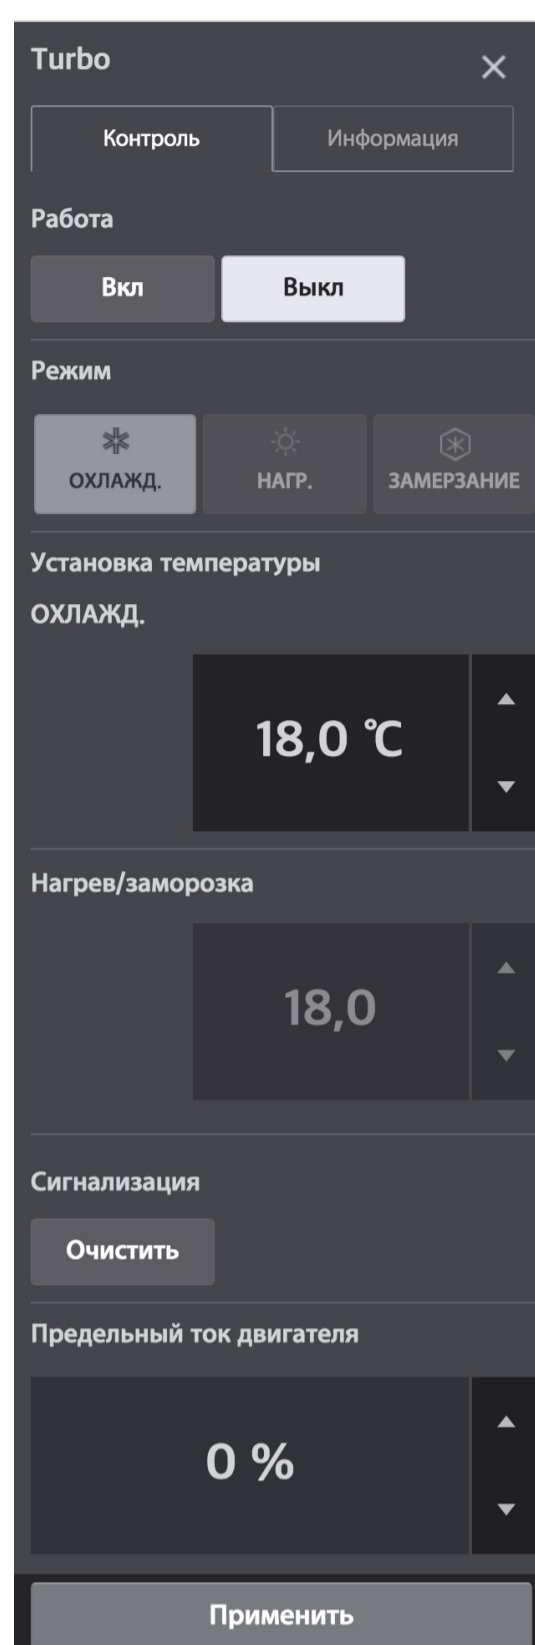 Turbo
Контроль
Информация
Работа
Вкл
Выкл
Режим
ОХЛАЖД.
НАГР.
ЗАМЕРЗАНИЕ
Установка температуры
ОХЛАЖД.
18,0 ℃
Нагрев/заморозка
18,0
Сигнализация
Очистить
Предельный ток двигателя
0 %
Применить